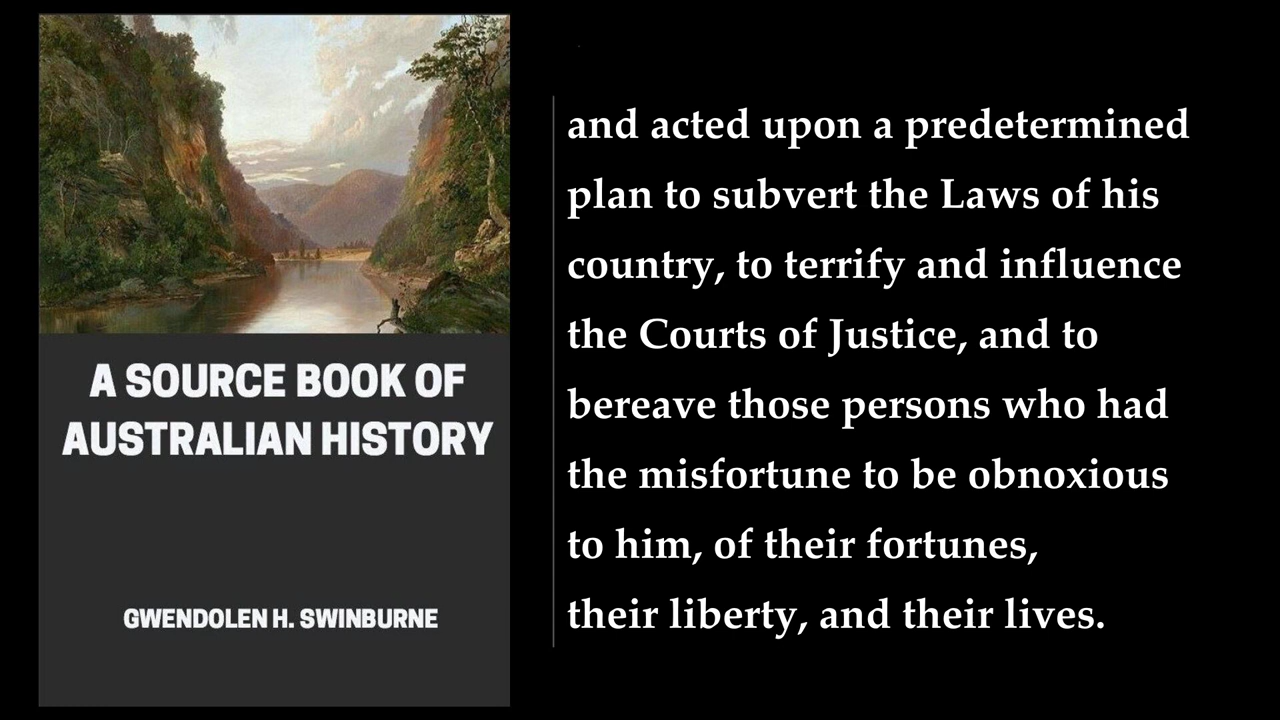 A SOURCE BOOK OF
AUSTRALIAN HISTORY
GWENDOLEN H. SWINBURNE
and acted upon a predetermined
plan to subvert the Laws of his
country, to terrify and influence
the Courts of Justice, and to
bereave those persons who had
the misfortune to be obnoxious
to him, of their fortunes,
their liberty, and their lives.